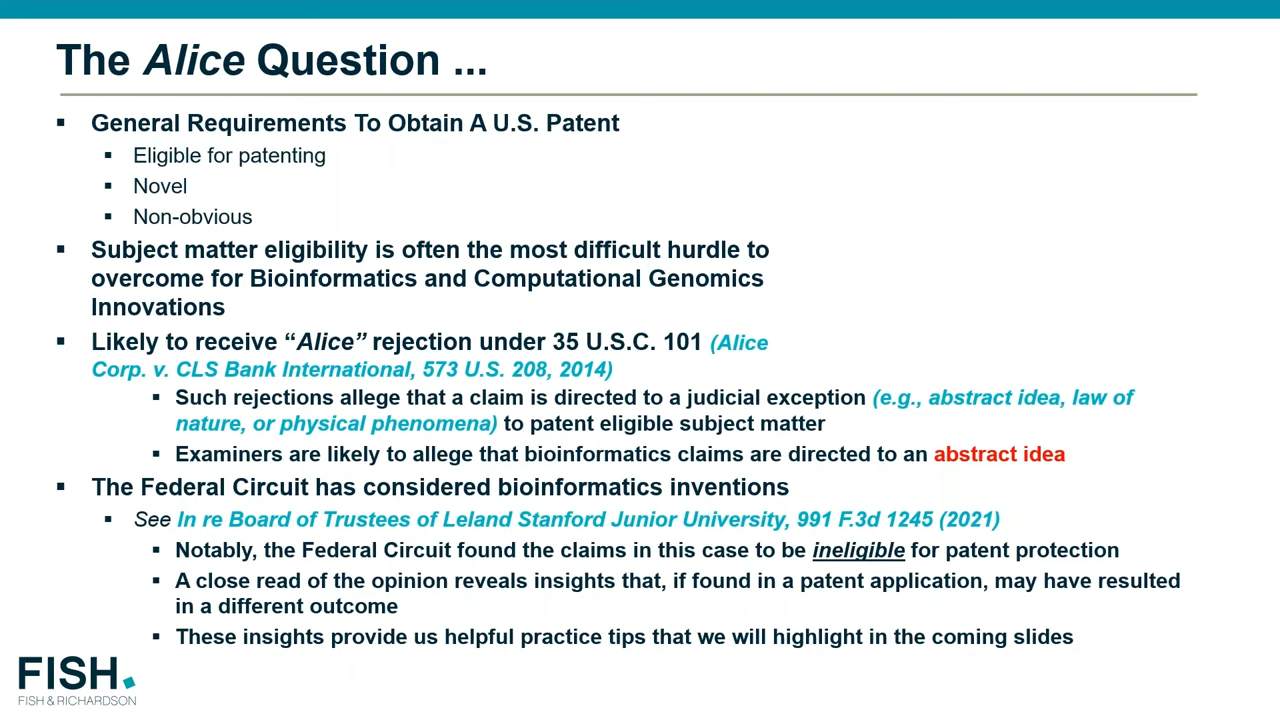 The Alice Question ...
▪ General Requirements To Obtain A U.S. Patent
▪ Eligible for patenting
▪ Novel
▪ Non-obvious
▪ Subject matter eligibility is often the most difficult hurdle to
overcome for Bioinformatics and Computational Genomics
Innovations
▪ Likely to receive “Alice” rejection under 35 U.S.C. 101 (Alice
Corp. v. CLS Bank International, 573 U.S. 208, 2014)
▪ Such rejections allege that a claim is directed to a judicial exception (e.g., abstract idea, law of
nature, or physical phenomena) to patent eligible subject matter
▪ Examiners are likely to allege that bioinformatics claims are directed to an abstract idea
▪ The Federal Circuit has considered bioinformatics inventions
▪ See In re Board of Trustees of Leland Stanford Junior University, 991 F.3d 1245 (2021)
▪ Notably, the Federal Circuit found the claims in this case to be ineligible for patent protection
▪ A close read of the opinion reveals insights that, if found in a patent application, may have resulted
in a different outcome
▪ These insights provide us helpful practice tips that we will highlight in the coming slides
FISH.
FISH & RICHARDSON